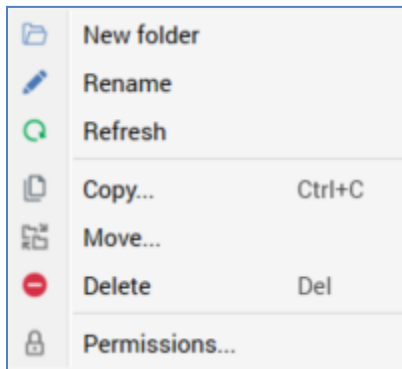 New folder
Rename
Refresh
Copy... Ctrl+C
Move...
Delete Del
Permissions...